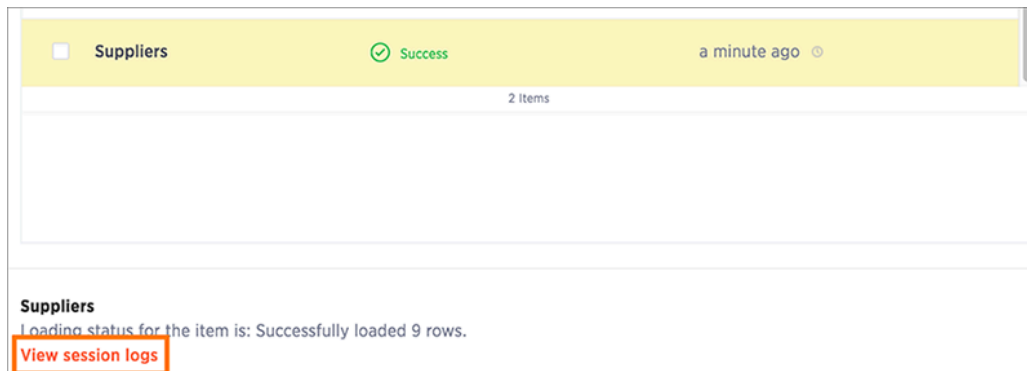 Suppliers Success a minute ago
2 Items
Suppliers
Loading status for the item is: Successfully loaded 9 rows.
View session logs